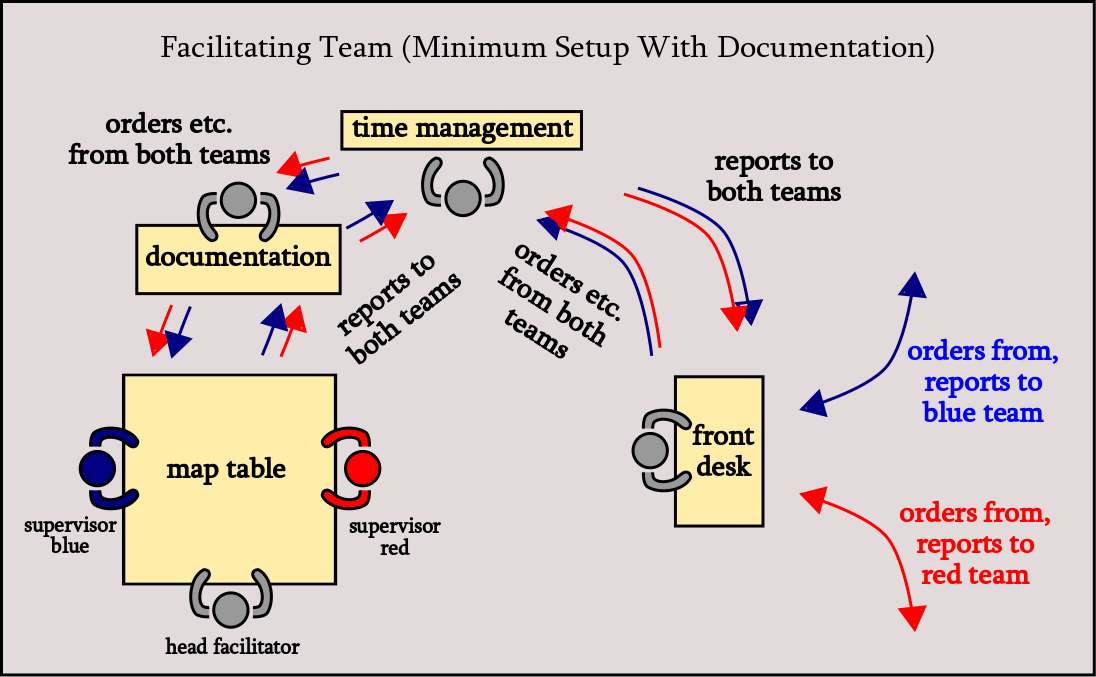 Facilitating Team (Minimum Setup With Documentation)
orders etc.
from both teams
time management
reports to
both teams
documentation
reports to
both teams
orders etc.
from both
teams
orders from,
reports to
blue team
map table
front
desk
supervisor
blue
supervisor
red
orders from,
reports to
red team
head facilitator